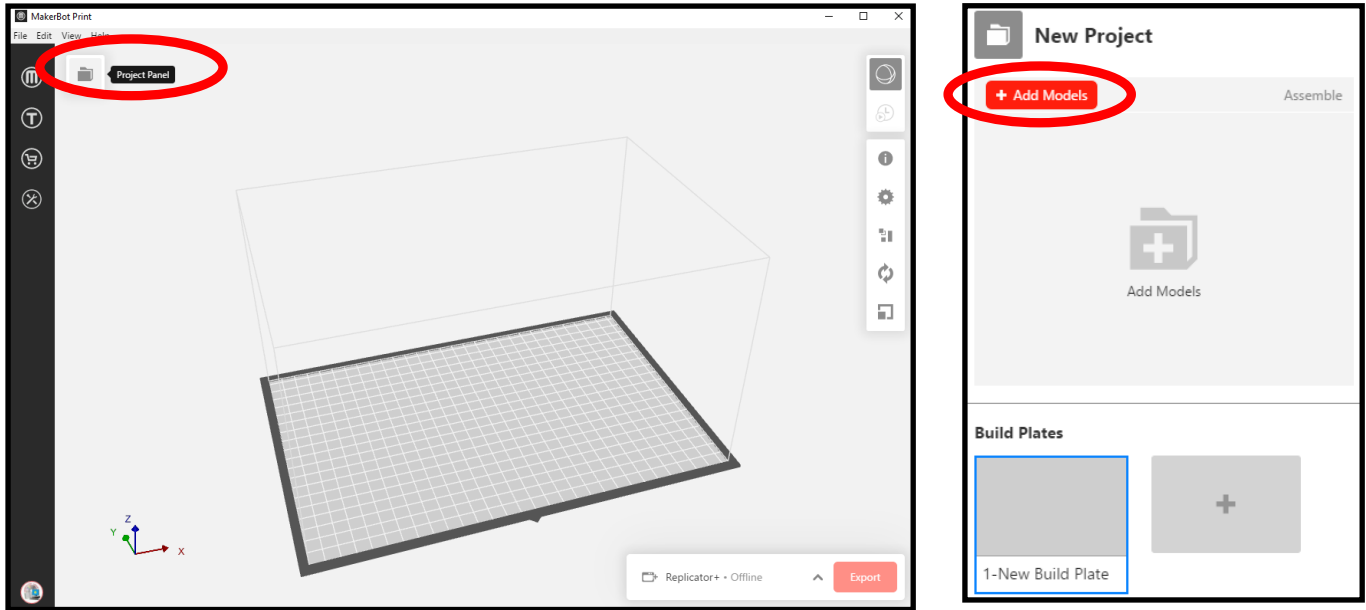 MakerBot Print
File Edit View Help
Project Panel
Z
Y
X
Replicator+ • Offline
Export
New Project
+ Add Models
Assemble
Add Models
Build Plates
1-New Build Plate